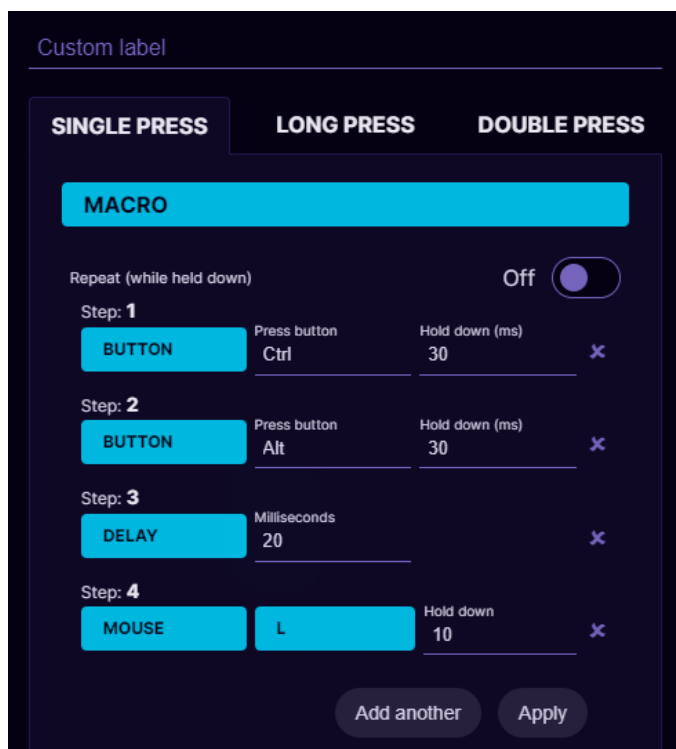 Custom label
SINGLE PRESS LONG PRESS DOUBLE PRESS
MACRO
Repeat (while held down) Off
Step: 1
BUTTON Press button Ctrl Hold down (ms) 30 ×
Step: 2
BUTTON Press button Alt Hold down (ms) 30 ×
Step: 3
DELAY Milliseconds 20 ×
Step: 4
MOUSE L Hold down 10 ×
Add another Apply